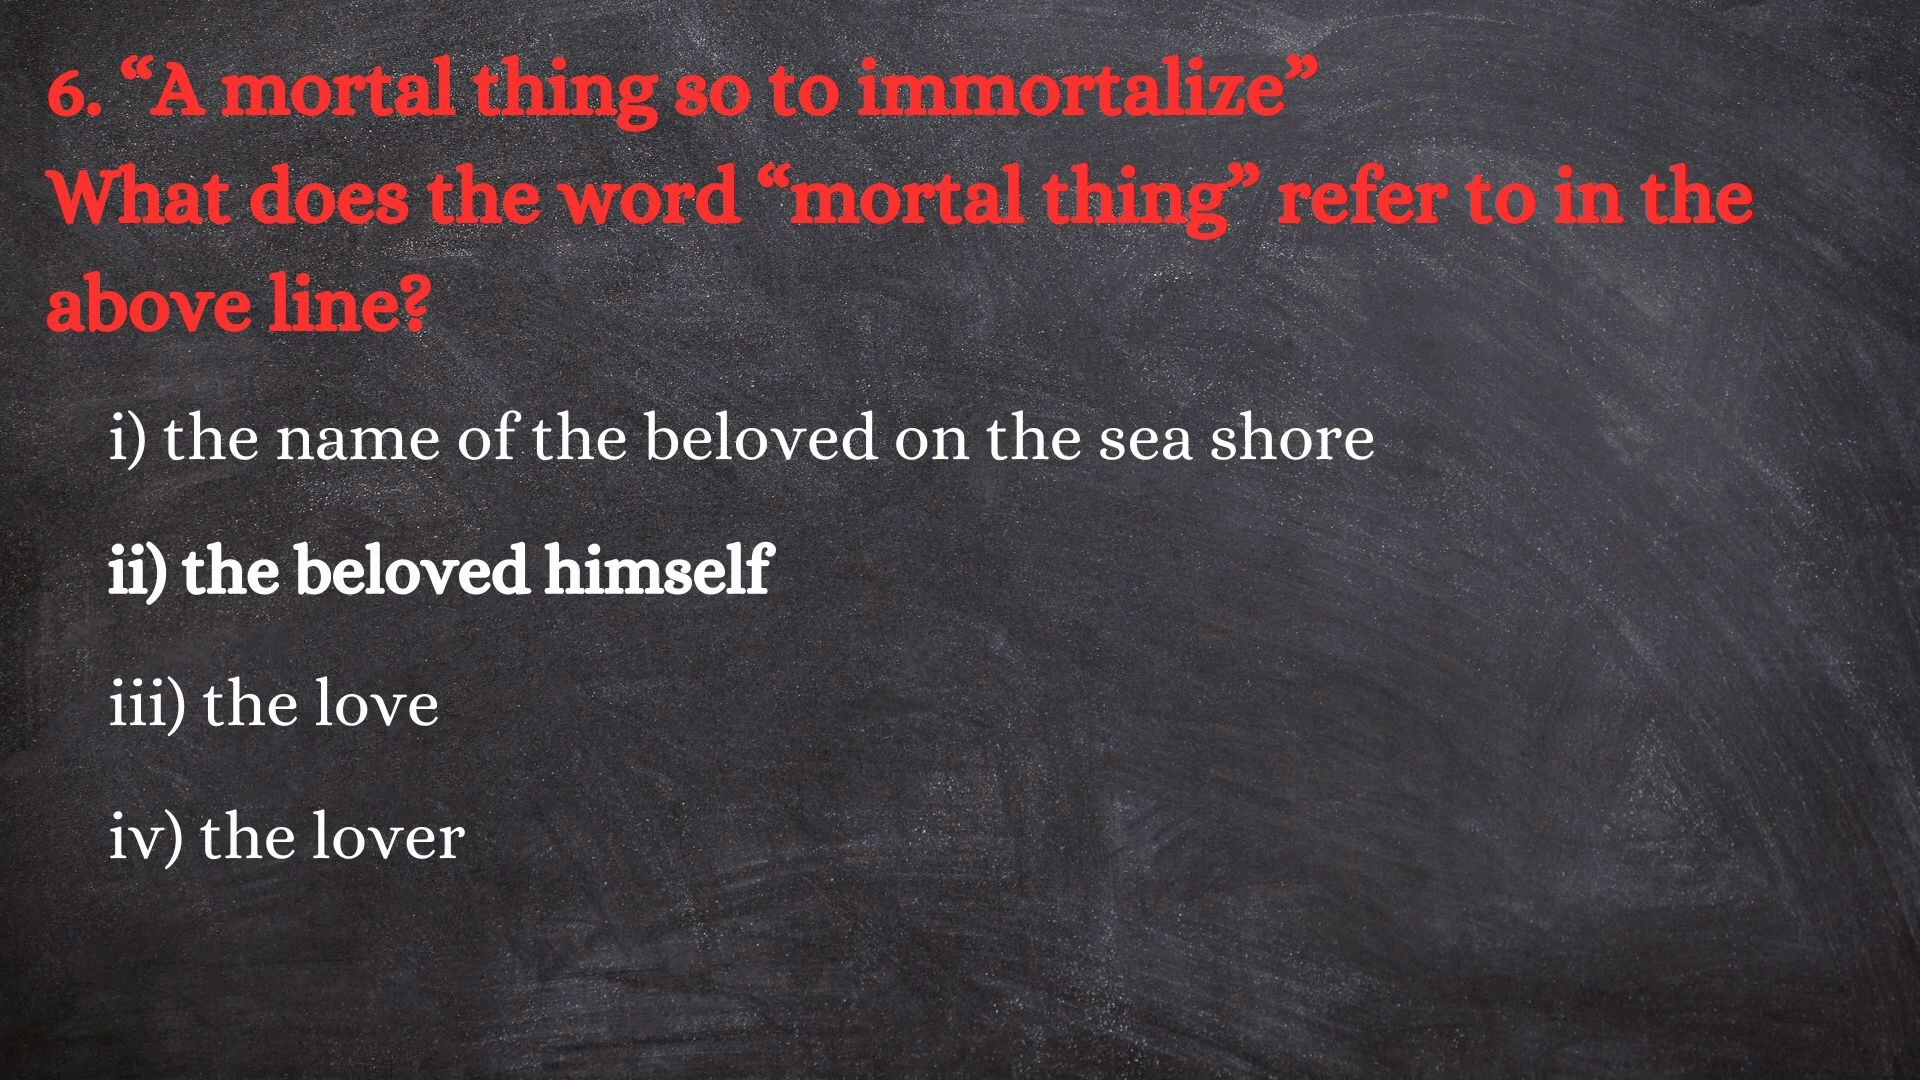 6. “A mortal thing so to immortalize”
What does the word “mortal thing” refer to in the
above line?
i) the name of the beloved on the sea shore
ii) the beloved himself
iii) the love
iv) the lover